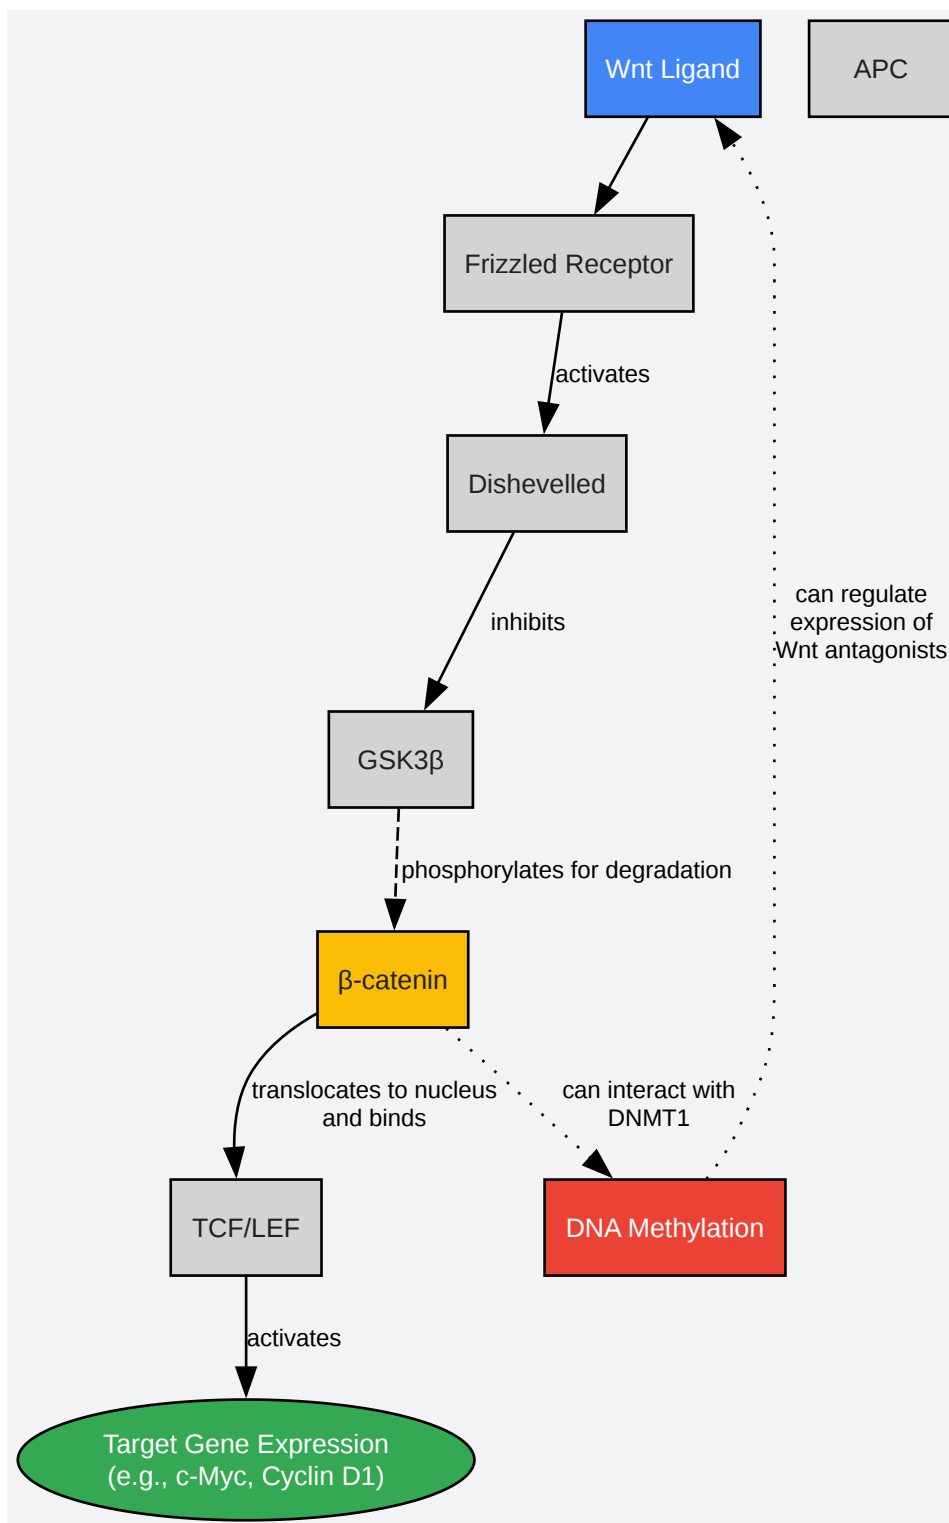 Wnt Ligand
APC
Frizzled Receptor
activates
Dishevelled
can regulate
expression of
Wnt antagonists
inhibits
GSK3β
phosphorylates for degradation
β-catenin
translocates to nucleus
and binds
can interact with
DNMT1
TCF/LEF
DNA Methylation
activates
Target Gene Expression
(e.g., c-Myc, Cyclin D1)